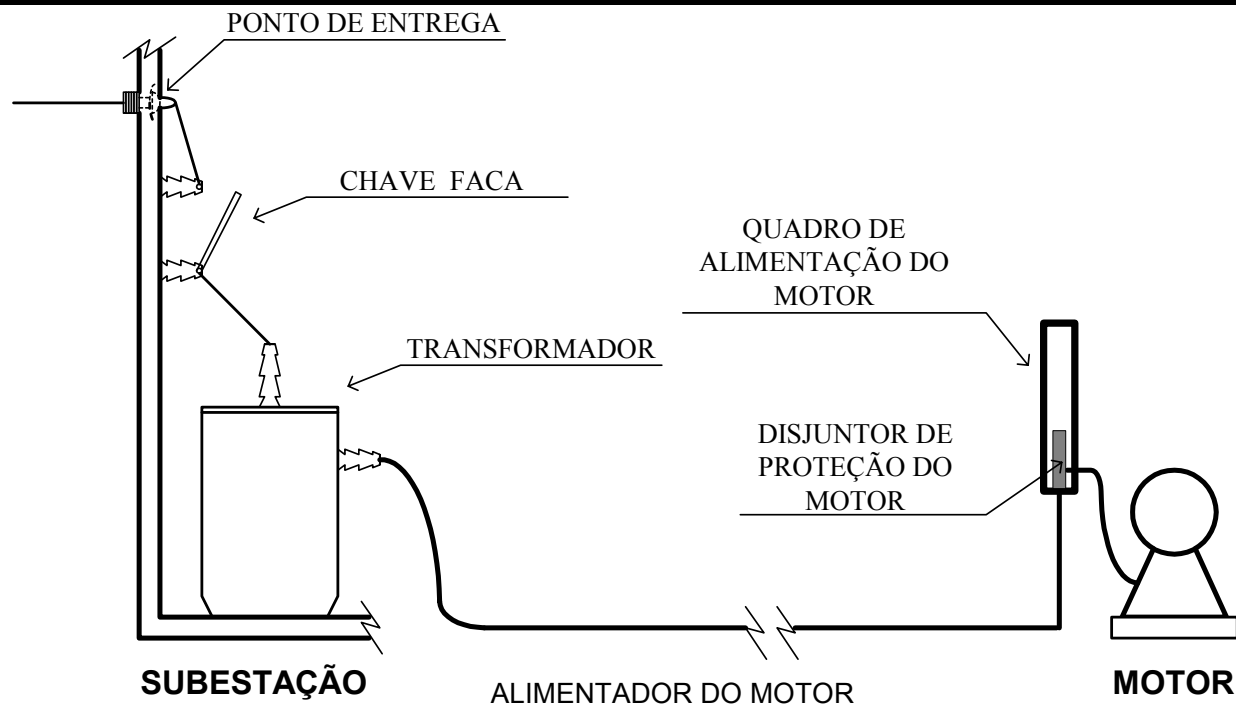 PONTO DE ENTREGA
CHAVE FACA
QUADRO DE
ALIMENTAÇÃO DO
MOTOR
TRANSFORMADOR
DISJUNTOR DE
PROTEÇÃO DO
MOTOR
SUBESTAÇÃO
ALIMENTADOR DO MOTOR
MOTOR